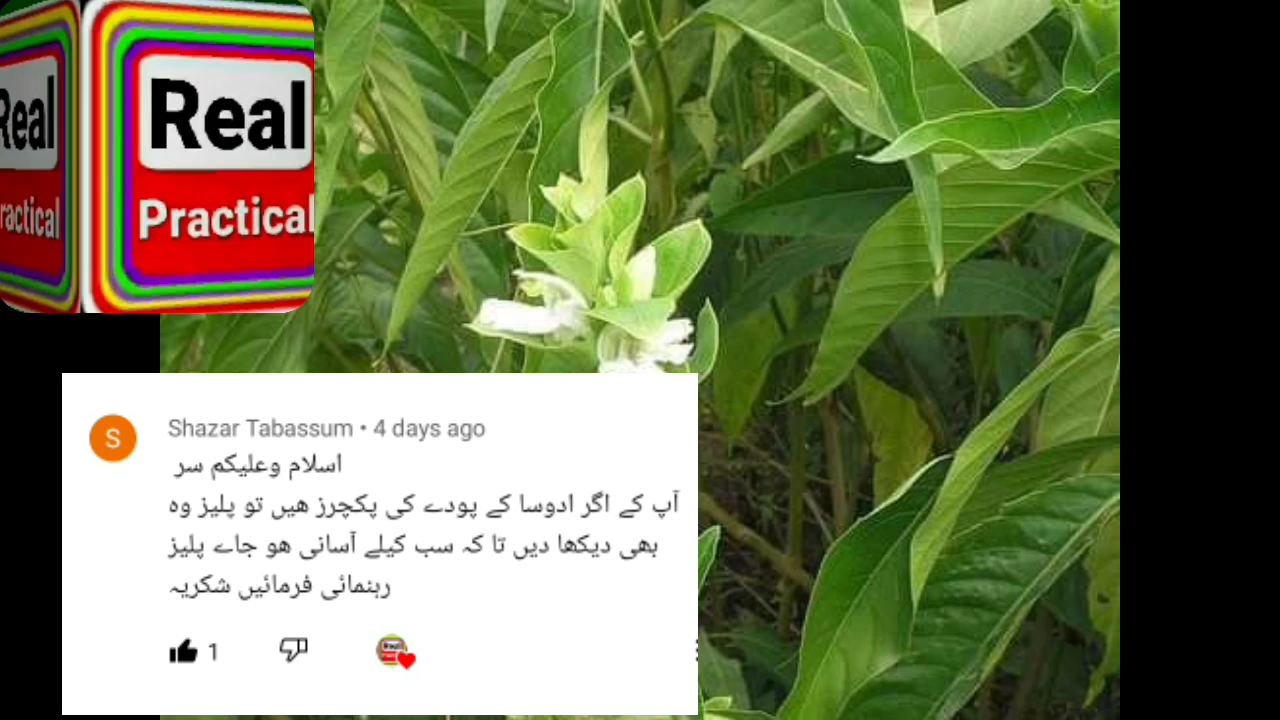 Real
Practical
Real
Practical
S
Shazar Tabassum • 4 days ago
اسلام وعلیکم سر
آپ کے اگر ادوسا کے پودے کی پکچرز ھیں تو پلیز وہ
بھی دیکھا دیں تا کہ سب کیلے آسانی ھو جاے پلیز
رہنمائی فرمائیں شکریہ
1